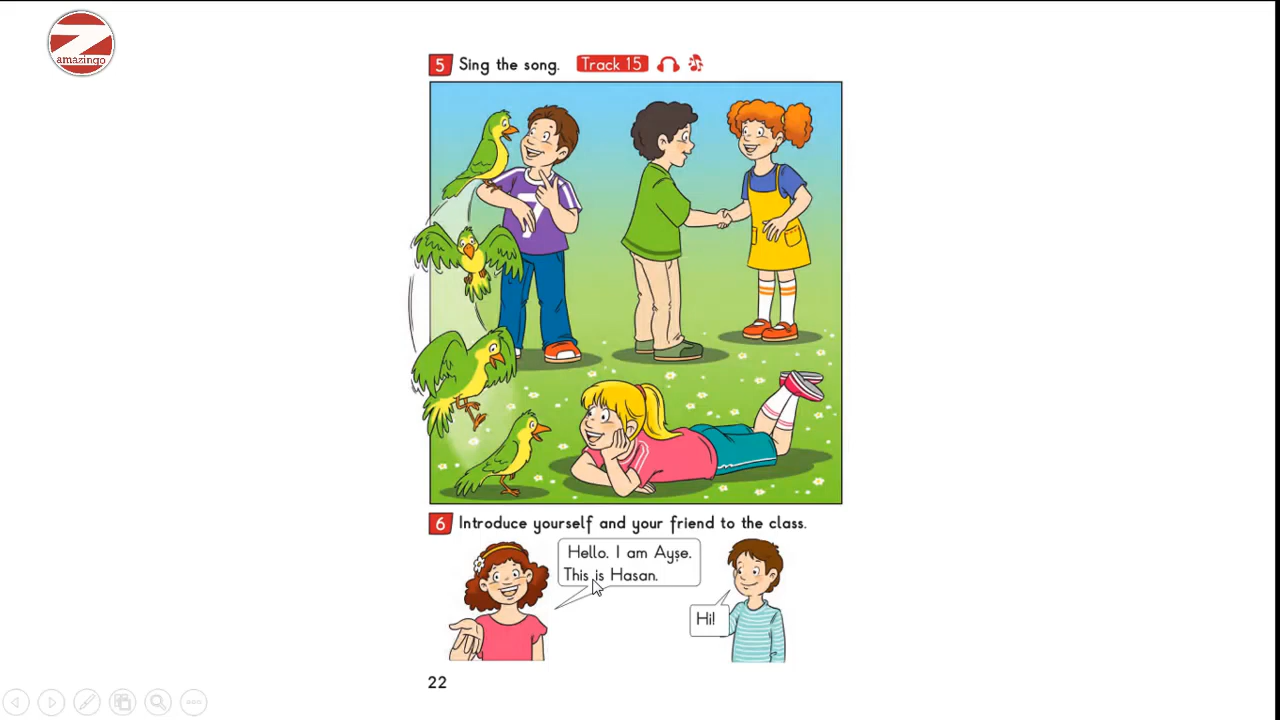 Z
amazingo
5 Sing the song. Track 15
7
6 Introduce yourself and your friend to the class.
Hello. I am Ayşe.
This is Hasan.
Hi!
22